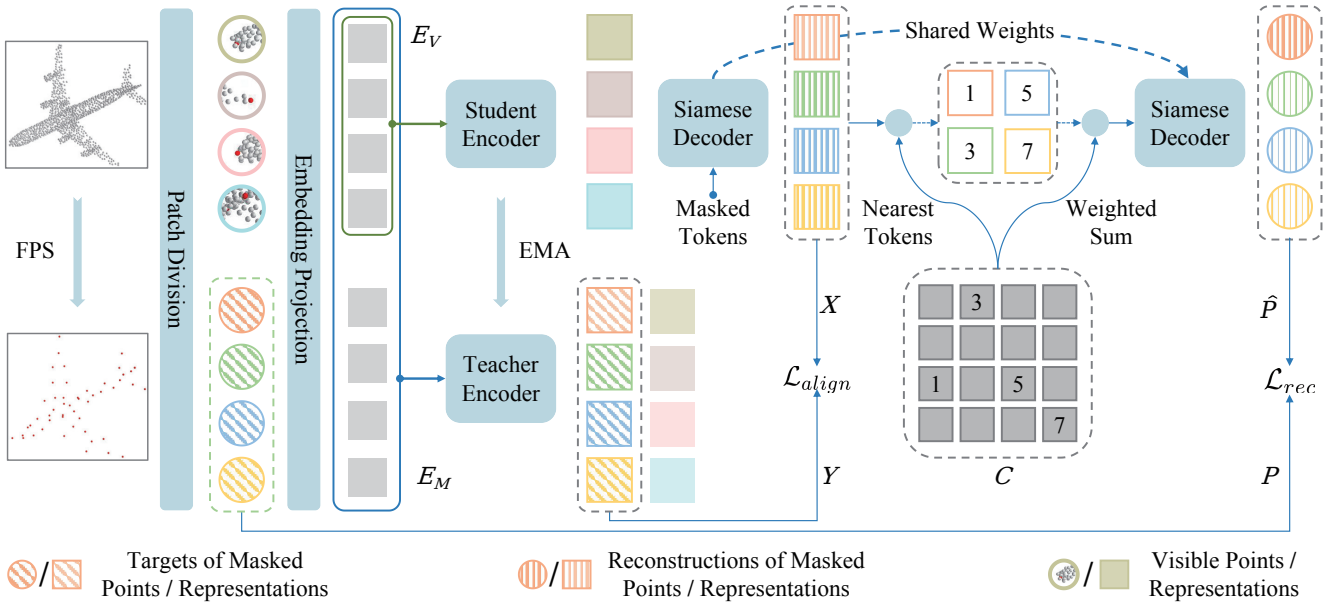 FPS
Patch Division
Embedding Projection
E_V
E_M
Student
Encoder
EMA
Teacher
Encoder
Siamese
Decoder
Masked
Tokens
Shared Weights
Nearest
Tokens
1
5
3
7
Weighted
Sum
Siamese
Decoder
3
1
5
7
C
X
ℒ_align
Y
P̂
ℒ_rec
P
/
Targets of Masked
Points / Representations
/
Reconstructions of Masked
Points / Representations
/
Visible Points /
Representations